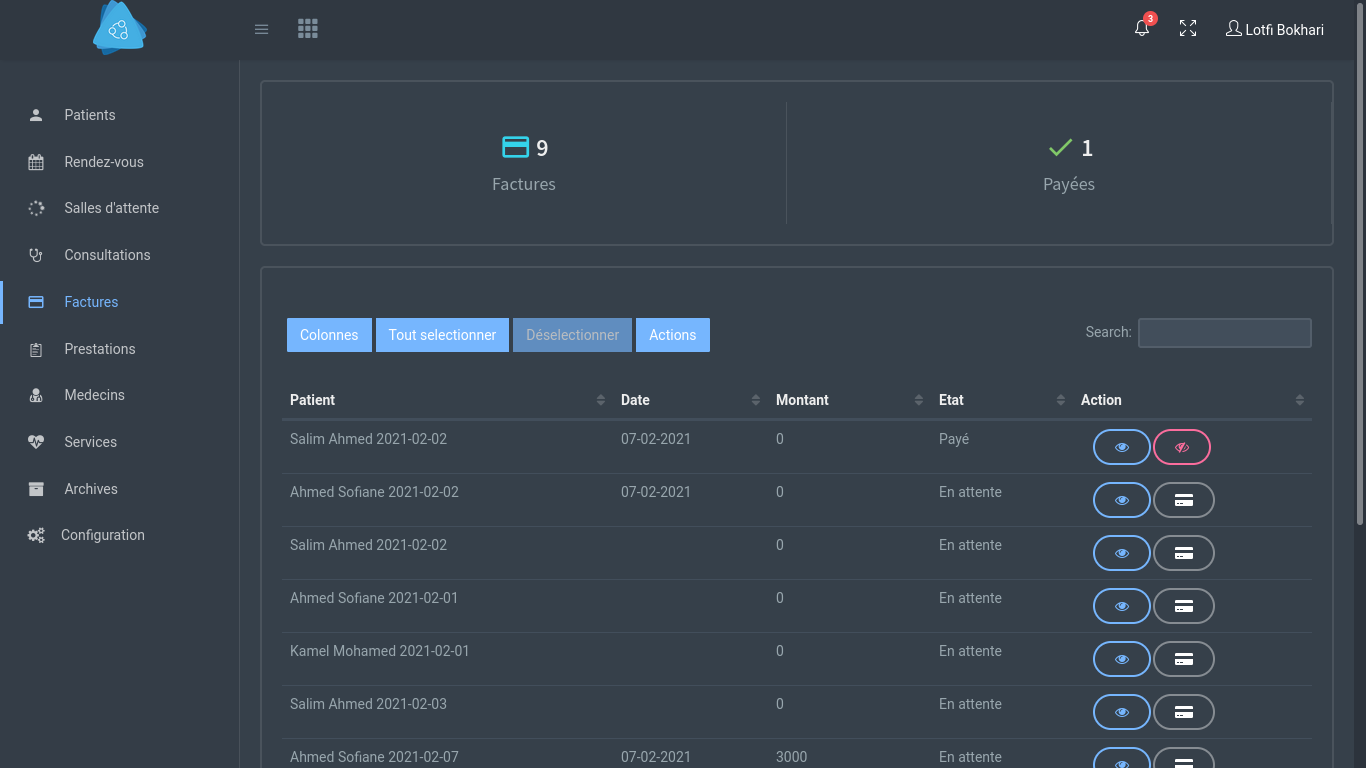 3
Lotfi Bokhari
Patients
Rendez-vous
Salles d'attente
Consultations
Factures
Prestations
Medecins
Services
Archives
Configuration
9
Factures
1
Payées
Colonnes Tout selectionner Déselectionner Actions Search:
Patient Date Montant Etat Action
Salim Ahmed 2021-02-02 07-02-2021 0 Payé
Ahmed Sofiane 2021-02-02 07-02-2021 0 En attente
Salim Ahmed 2021-02-02 0 En attente
Ahmed Sofiane 2021-02-01 0 En attente
Kamel Mohamed 2021-02-01 0 En attente
Salim Ahmed 2021-02-03 0 En attente
Ahmed Sofiane 2021-02-07 07-02-2021 3000 En attente